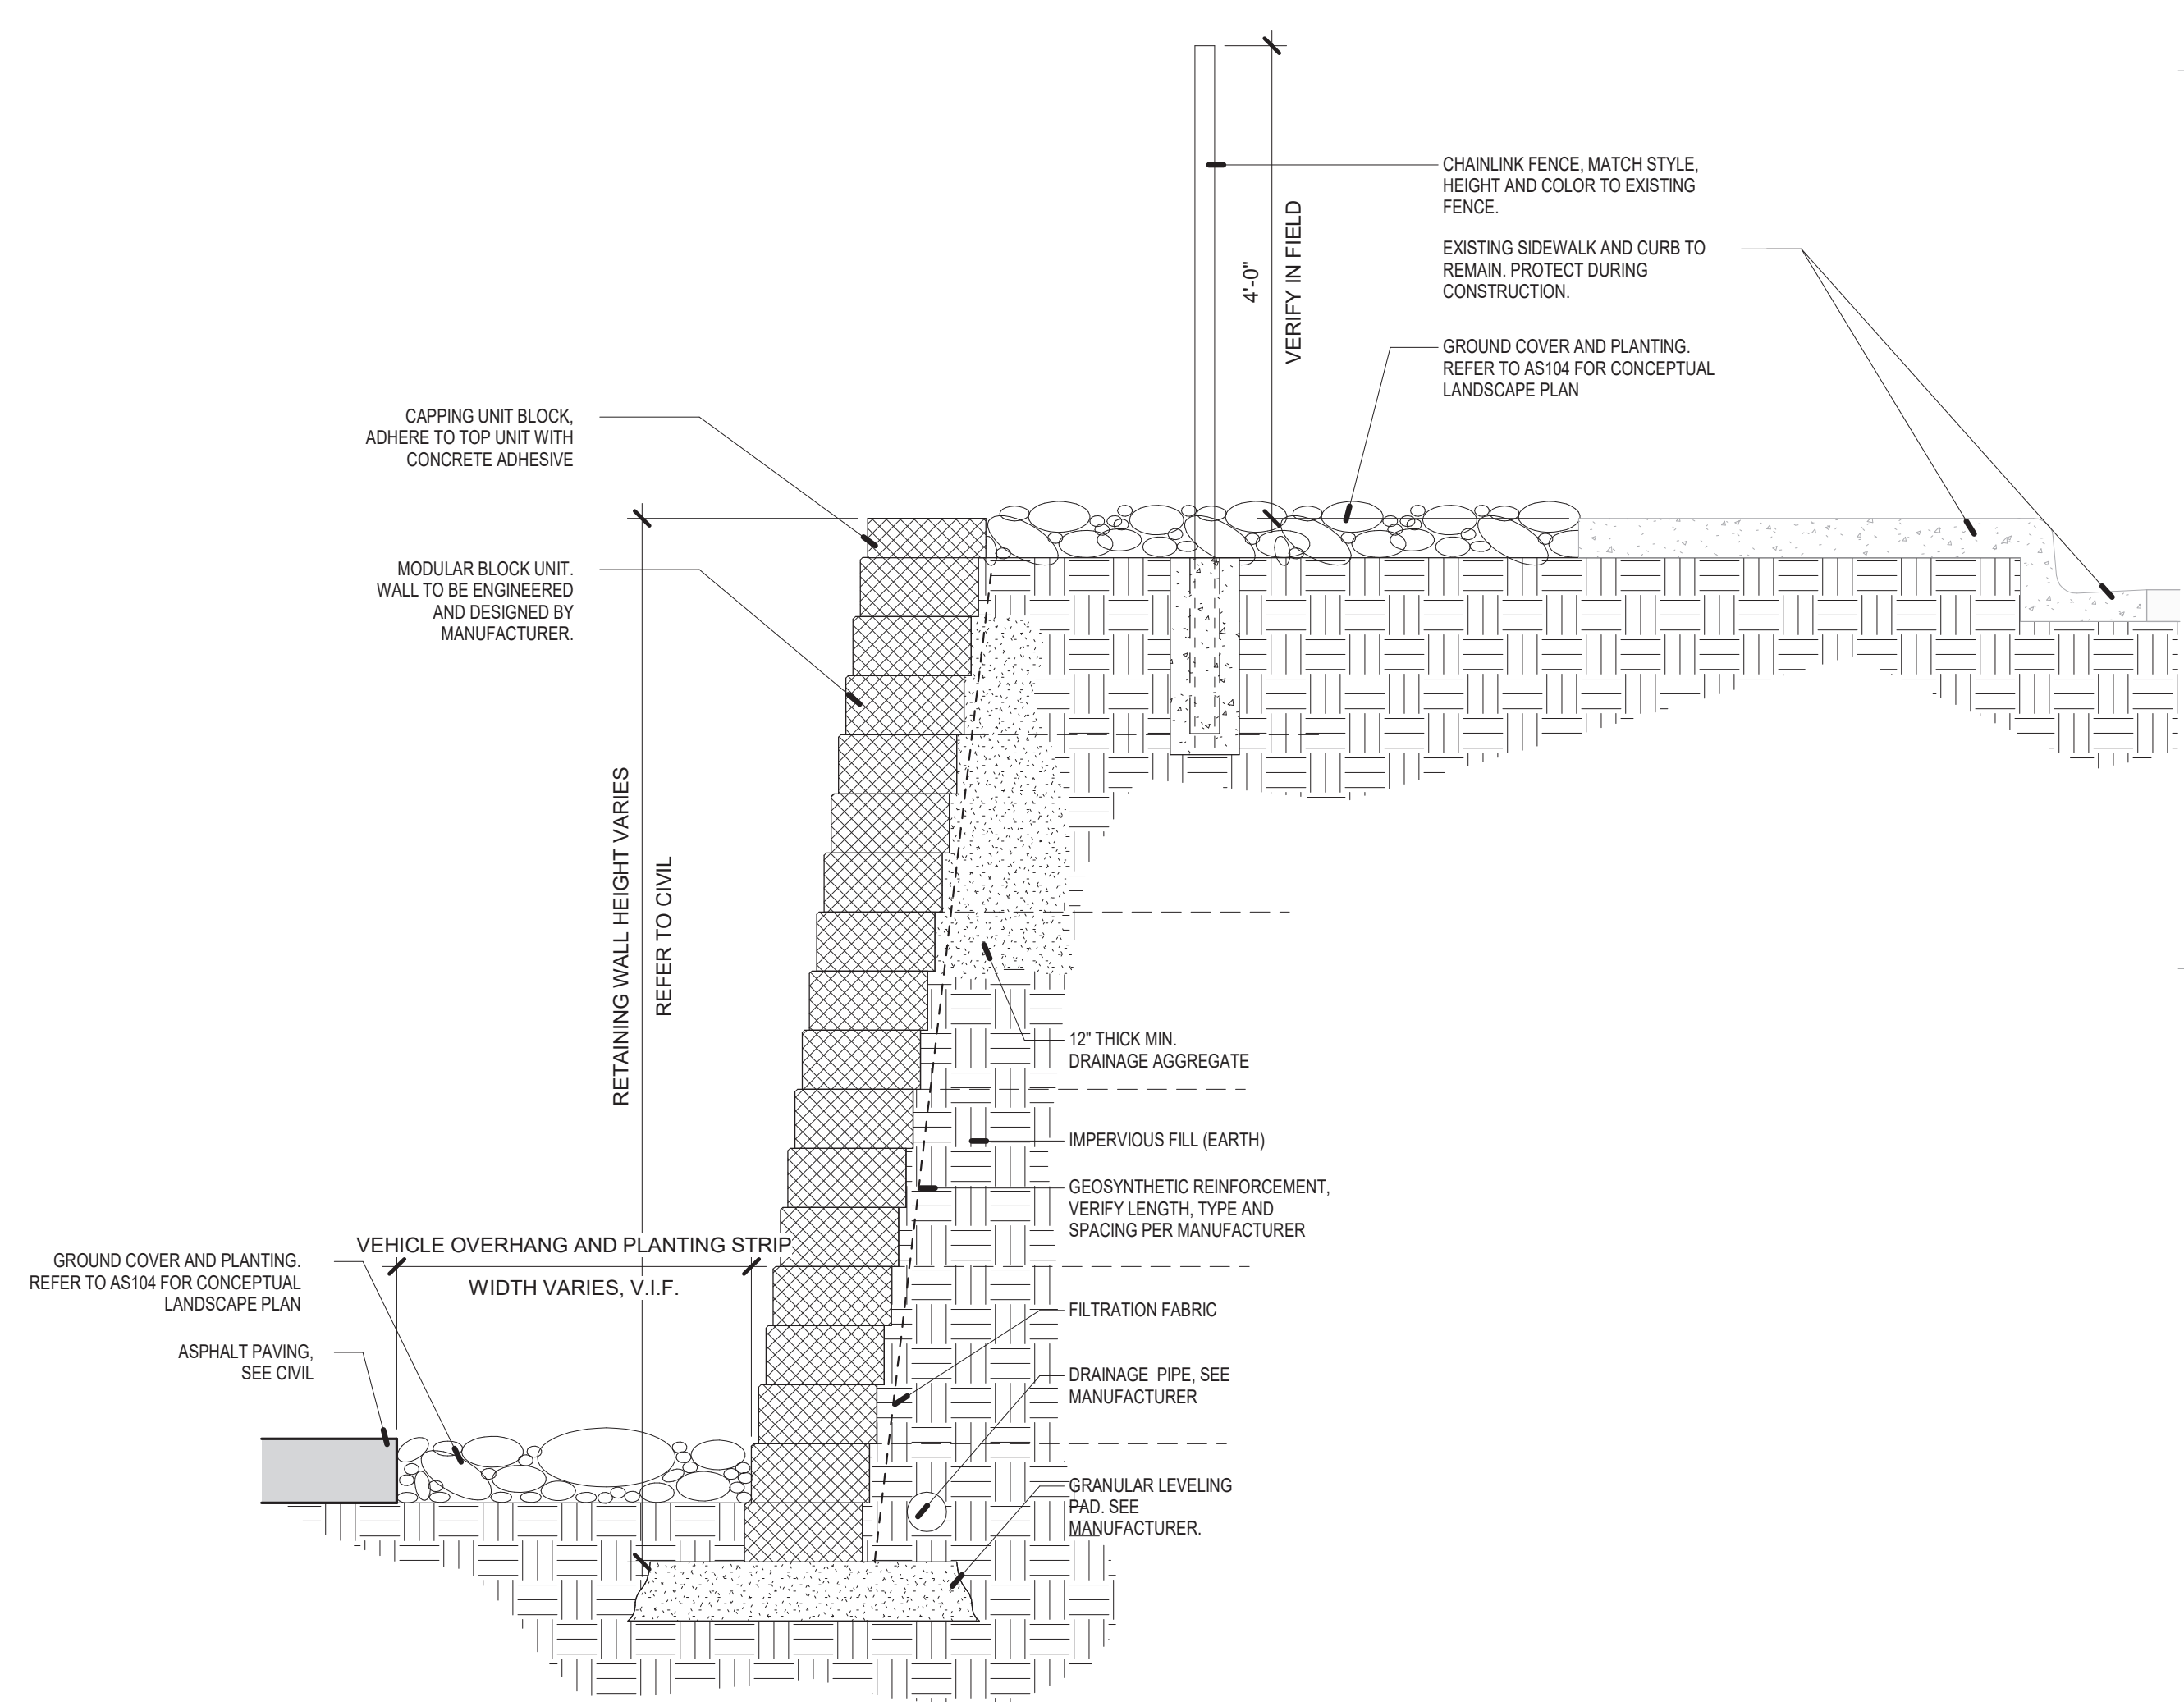 CHAINLINK FENCE, MATCH STYLE,
HEIGHT AND COLOR TO EXISTING
FENCE.
4'-0"
VERIFY IN FIELD
EXISTING SIDEWALK AND CURB TO
REMAIN. PROTECT DURING
CONSTRUCTION.
GROUND COVER AND PLANTING.
REFER TO AS104 FOR CONCEPTUAL
LANDSCAPE PLAN
CAPPING UNIT BLOCK,
ADHERE TO TOP UNIT WITH
CONCRETE ADHESIVE
MODULAR BLOCK UNIT.
WALL TO BE ENGINEERED
AND DESIGNED BY
MANUFACTURER.
RETAINING WALL HEIGHT VARIES
REFER TO CIVIL
12" THICK MIN.
DRAINAGE AGGREGATE
IMPERVIOUS FILL (EARTH)
GEOSYNTHETIC REINFORCEMENT,
VERIFY LENGTH, TYPE AND
SPACING PER MANUFACTURER
VEHICLE OVERHANG AND PLANTING STRIP
WIDTH VARIES, V.I.F.
GROUND COVER AND PLANTING.
REFER TO AS104 FOR CONCEPTUAL
LANDSCAPE PLAN
ASPHALT PAVING,
SEE CIVIL
FILTRATION FABRIC
DRAINAGE PIPE, SEE
MANUFACTURER
GRANULAR LEVELING
PAD. SEE
MANUFACTURER.